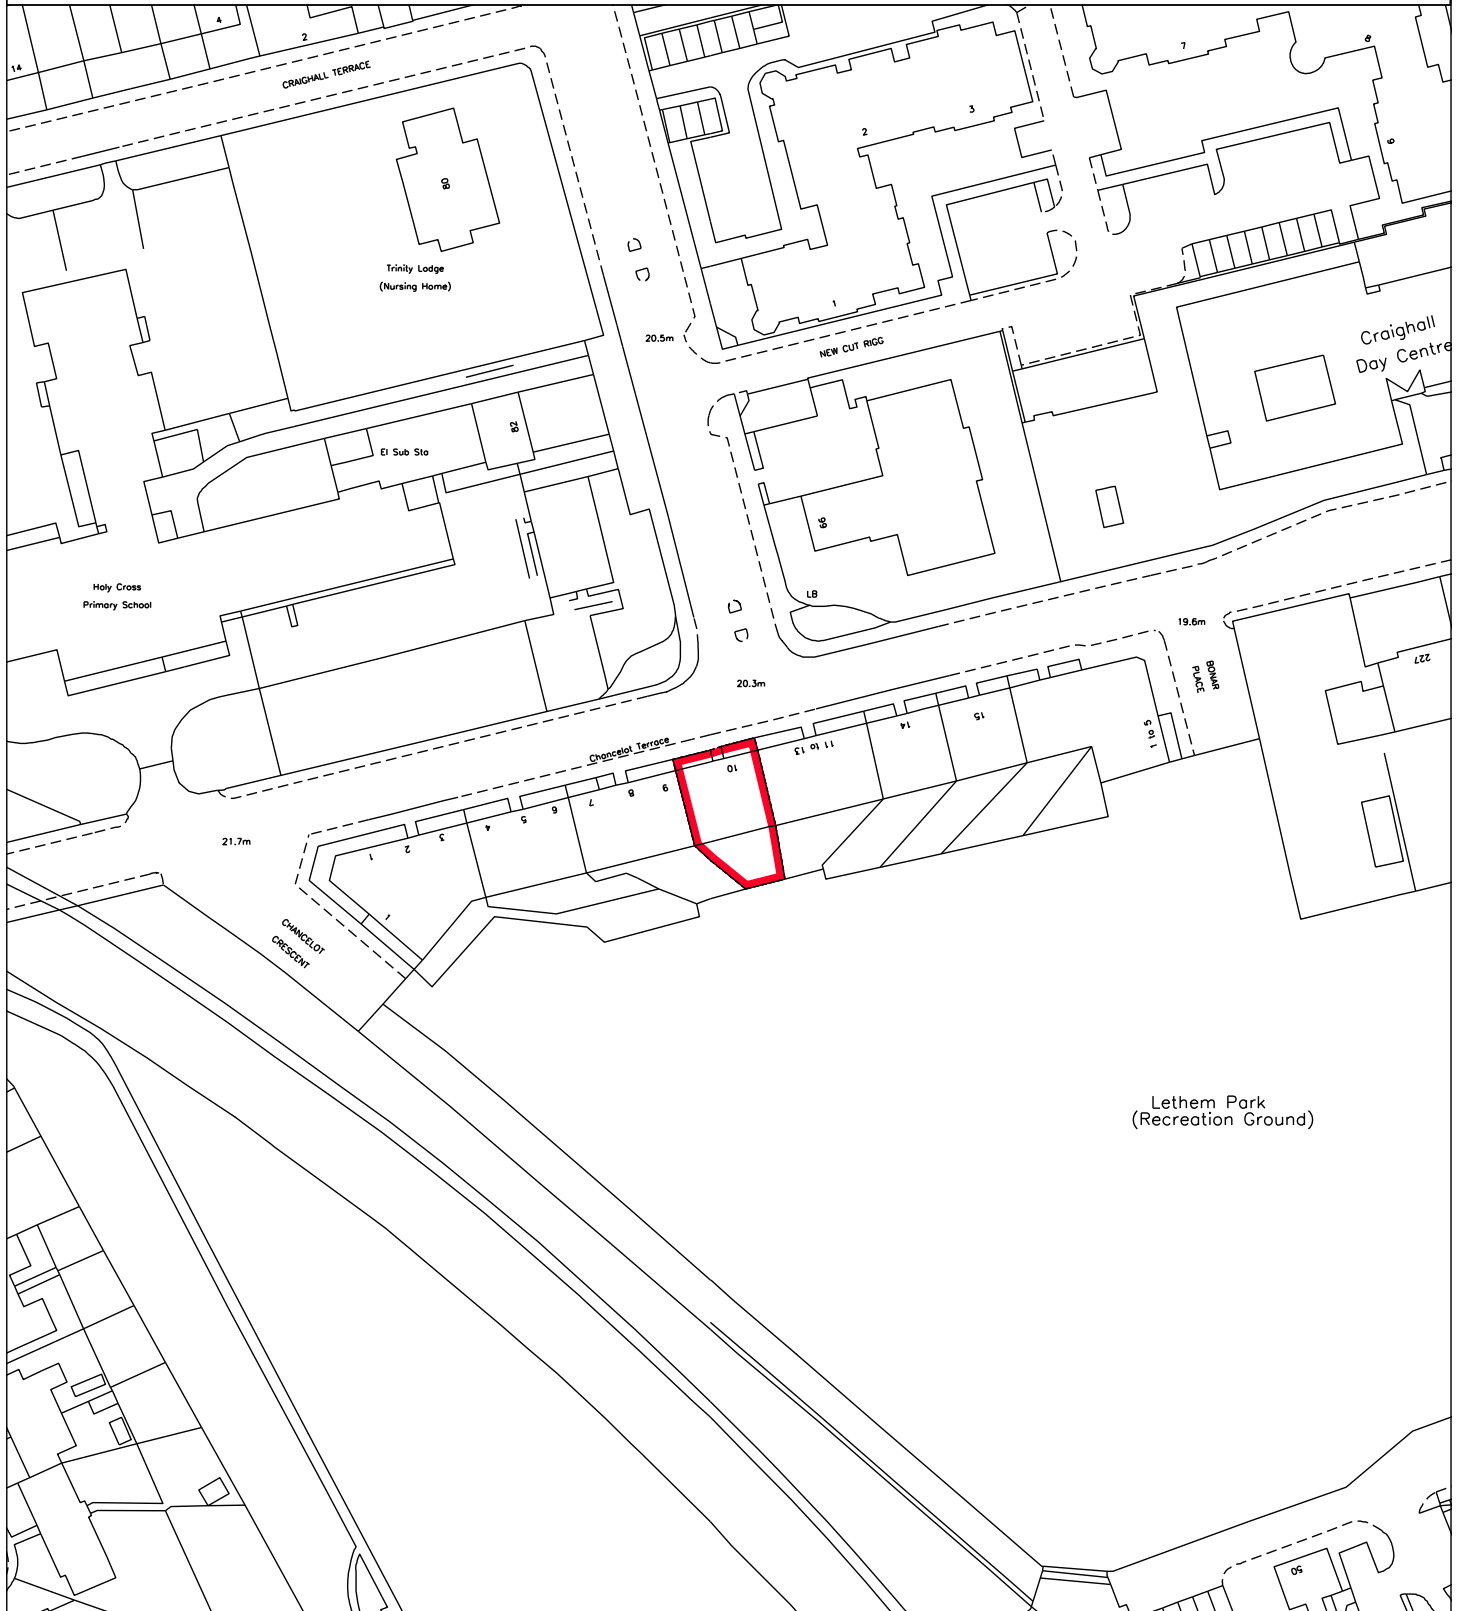 4
2
14
CRAIGHALL TERRACE
7
8
3
2
6
80
Trinity Lodge
(Nursing Home)
1
20.5m
NEW CUT RIGG
Craighall
Day Centre
82
El Sub Sta
66
Holy Cross
Primary School
LB
19.6m
BONAR
PLACE
227
20.3m
15
14
1 to 5
11 to 13
Chancelot Terrace
10
9
8
7
6
5
4
3
2
1
21.7m
1
CHANCELOT
CRESCENT
Lethem Park
(Recreation Ground)
50